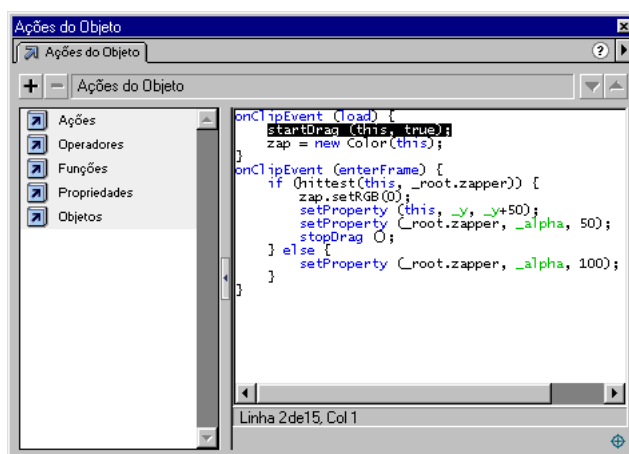 Ações do Objeto
Ações do Objeto
?
+ − Ações do Objeto
Ações
Operadores
Funções
Propriedades
Objetos
onClipEvent (load) {
startDrag (this, true);
zap = new Color(this);
}
onClipEvent (enterFrame) {
if (hittest(this, _root.zapper)) {
zap.setRGB(0);
setProperty (this, _y, _y+50);
setProperty (_root.zapper, _alpha, 50);
stopDrag ();
} else {
setProperty (_root.zapper, _alpha, 100);
}
}
Linha 2de15, Col 1